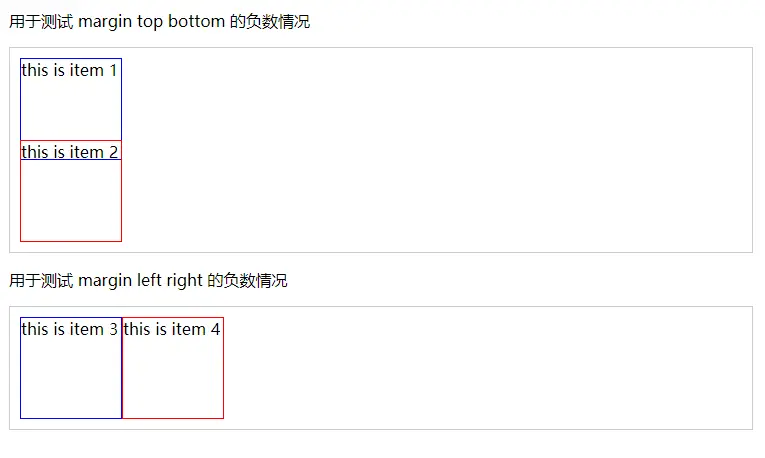 用于测试 margin top bottom 的负数情况
this is item 1
this is item 2
用于测试 margin left right 的负数情况
this is item 3 this is item 4